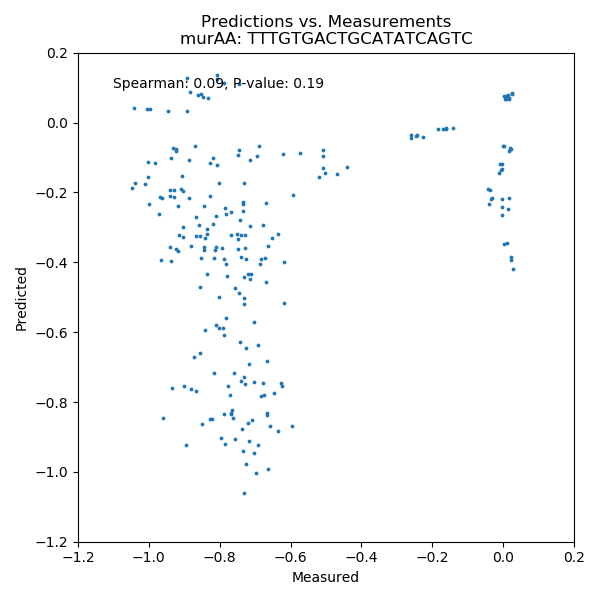 Predictions vs. Measurements
murAA: TTTGTGACTGCATATCAGTC
Spearman: 0.09, P-value: 0.19
0.2
0.0
−0.2
−0.4
−0.6
−0.8
−1.0
−1.2
Predicted
−1.2 −1.0 −0.8 −0.6 −0.4 −0.2 0.0 0.2
Measured